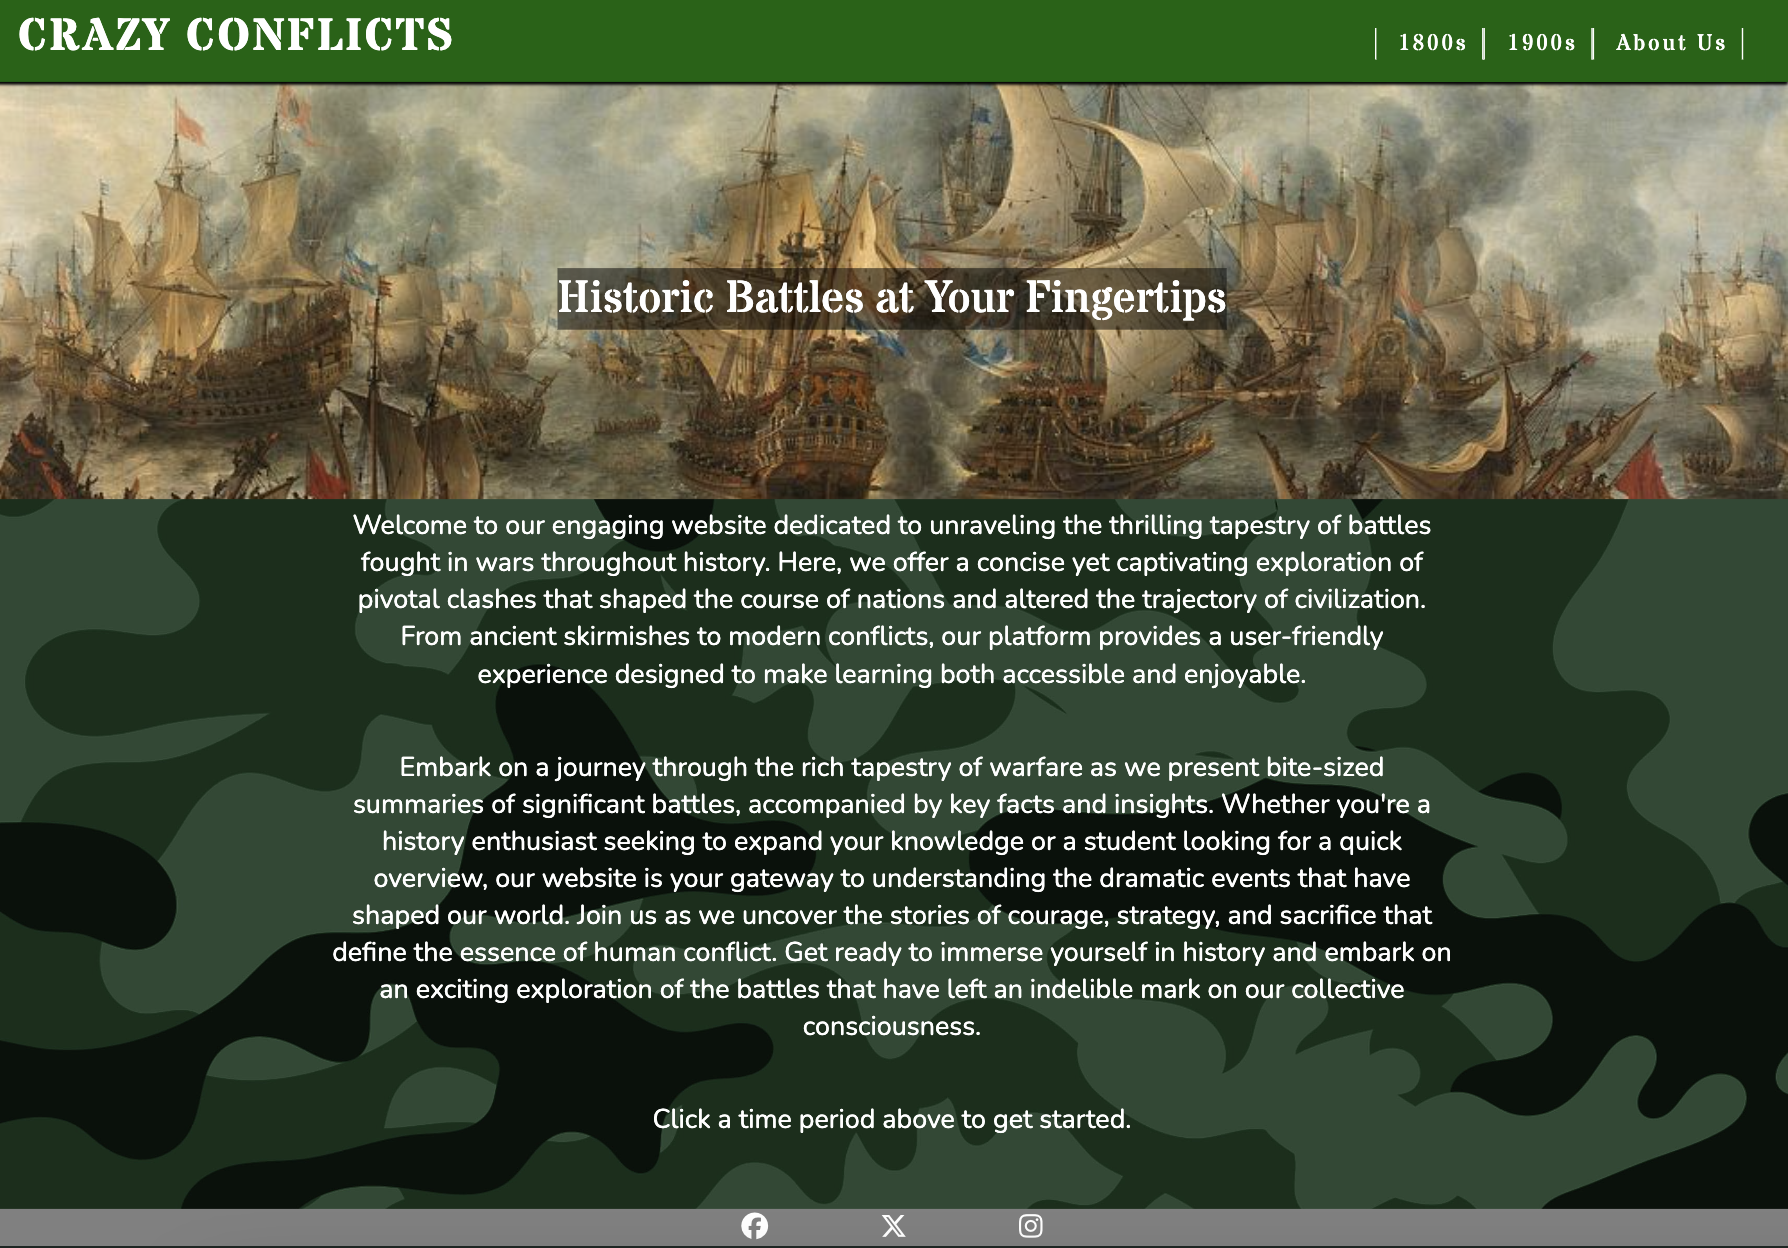 CRAZY CONFLICTS
1800s
1900s
About Us
Historic Battles at Your Fingertips
Welcome to our engaging website dedicated to unraveling the thrilling tapestry of battles
fought in wars throughout history. Here, we offer a concise yet captivating exploration of
pivotal clashes that shaped the course of nations and altered the trajectory of civilization.
From ancient skirmishes to modern conflicts, our platform provides a user-friendly
experience designed to make learning both accessible and enjoyable.
Embark on a journey through the rich tapestry of warfare as we present bite-sized
summaries of significant battles, accompanied by key facts and insights. Whether you're a
history enthusiast seeking to expand your knowledge or a student looking for a quick
overview, our website is your gateway to understanding the dramatic events that have
shaped our world. Join us as we uncover the stories of courage, strategy, and sacrifice that
define the essence of human conflict. Get ready to immerse yourself in history and embark on
an exciting exploration of the battles that have left an indelible mark on our collective
consciousness.
Click a time period above to get started.